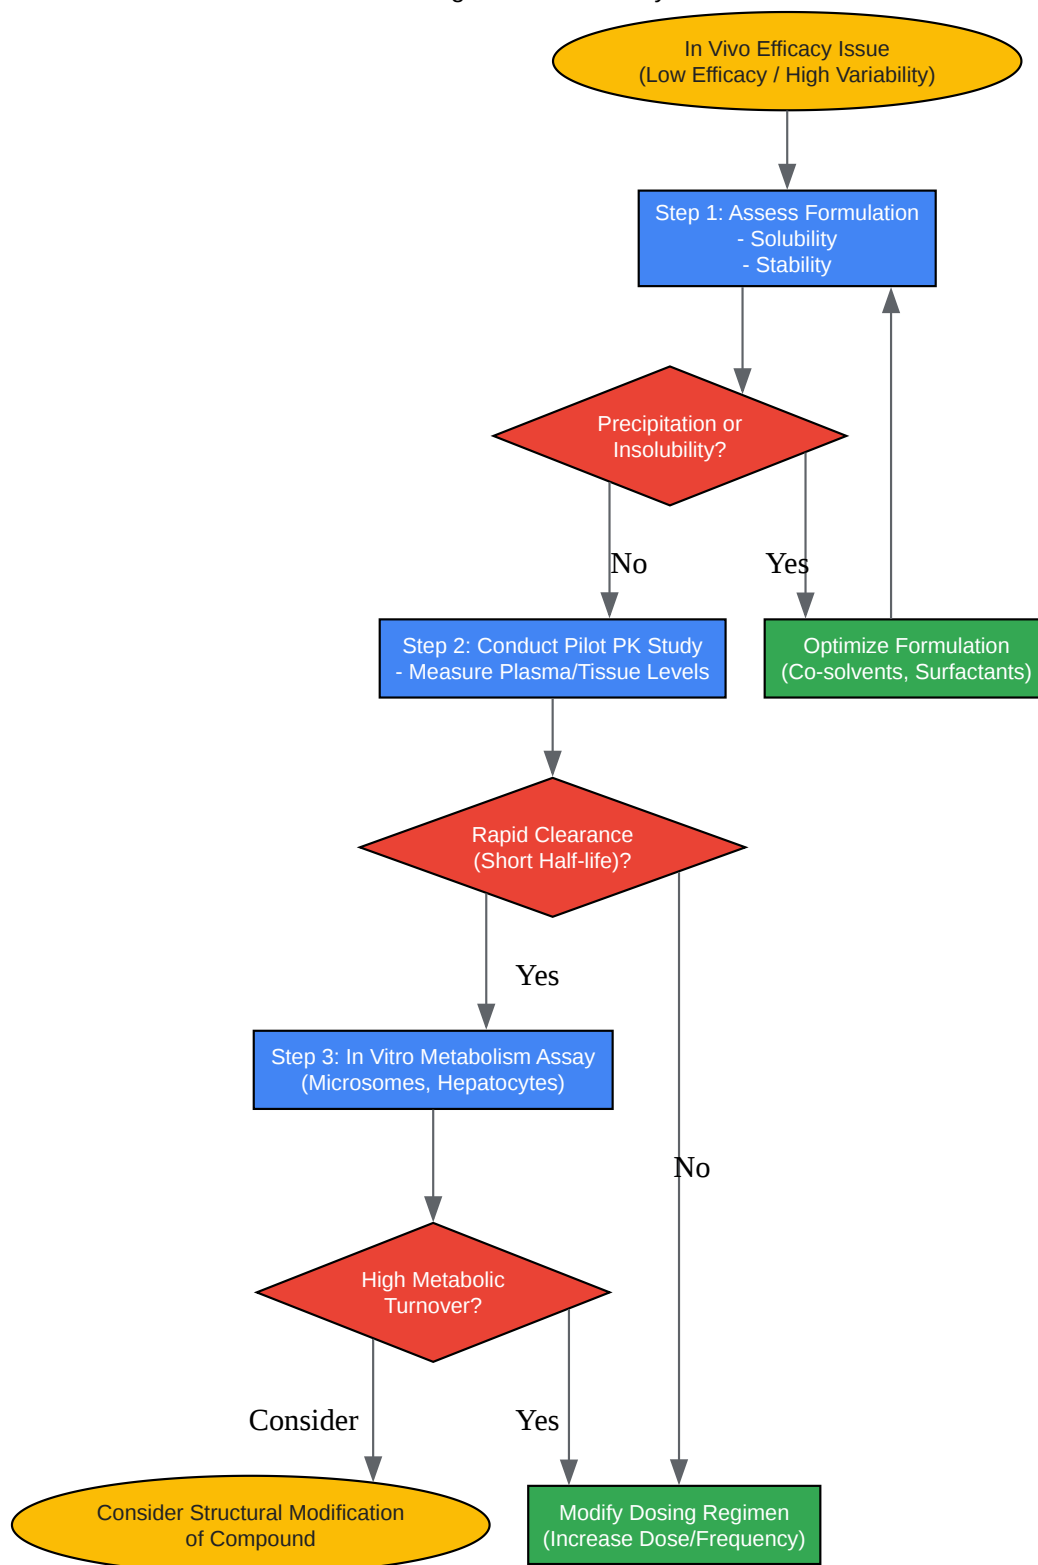 In Vivo Efficacy Issue
(Low Efficacy / High Variability)
Step 1: Assess Formulation
- Solubility
- Stability
Precipitation or
Insolubility?
No
Yes
Step 2: Conduct Pilot PK Study
- Measure Plasma/Tissue Levels
Optimize Formulation
(Co-solvents, Surfactants)
Rapid Clearance
(Short Half-life)?
Yes
Step 3: In Vitro Metabolism Assay
(Microsomes, Hepatocytes)
No
High Metabolic
Turnover?
Consider
Yes
Consider Structural Modification
of Compound
Modify Dosing Regimen
(Increase Dose/Frequency)